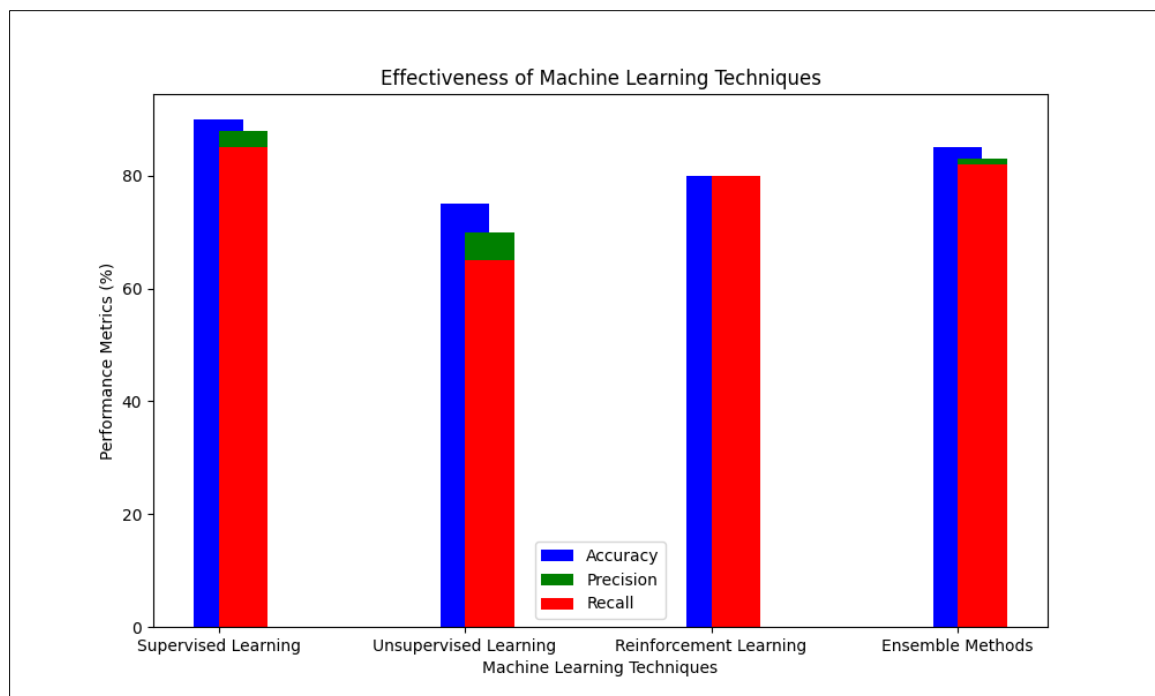 Effectiveness of Machine Learning Techniques
Performance Metrics (%)
80
60
40
20
0
Accuracy
Precision
Recall
Supervised Learning
Unsupervised Learning
Reinforcement Learning
Ensemble Methods
Machine Learning Techniques